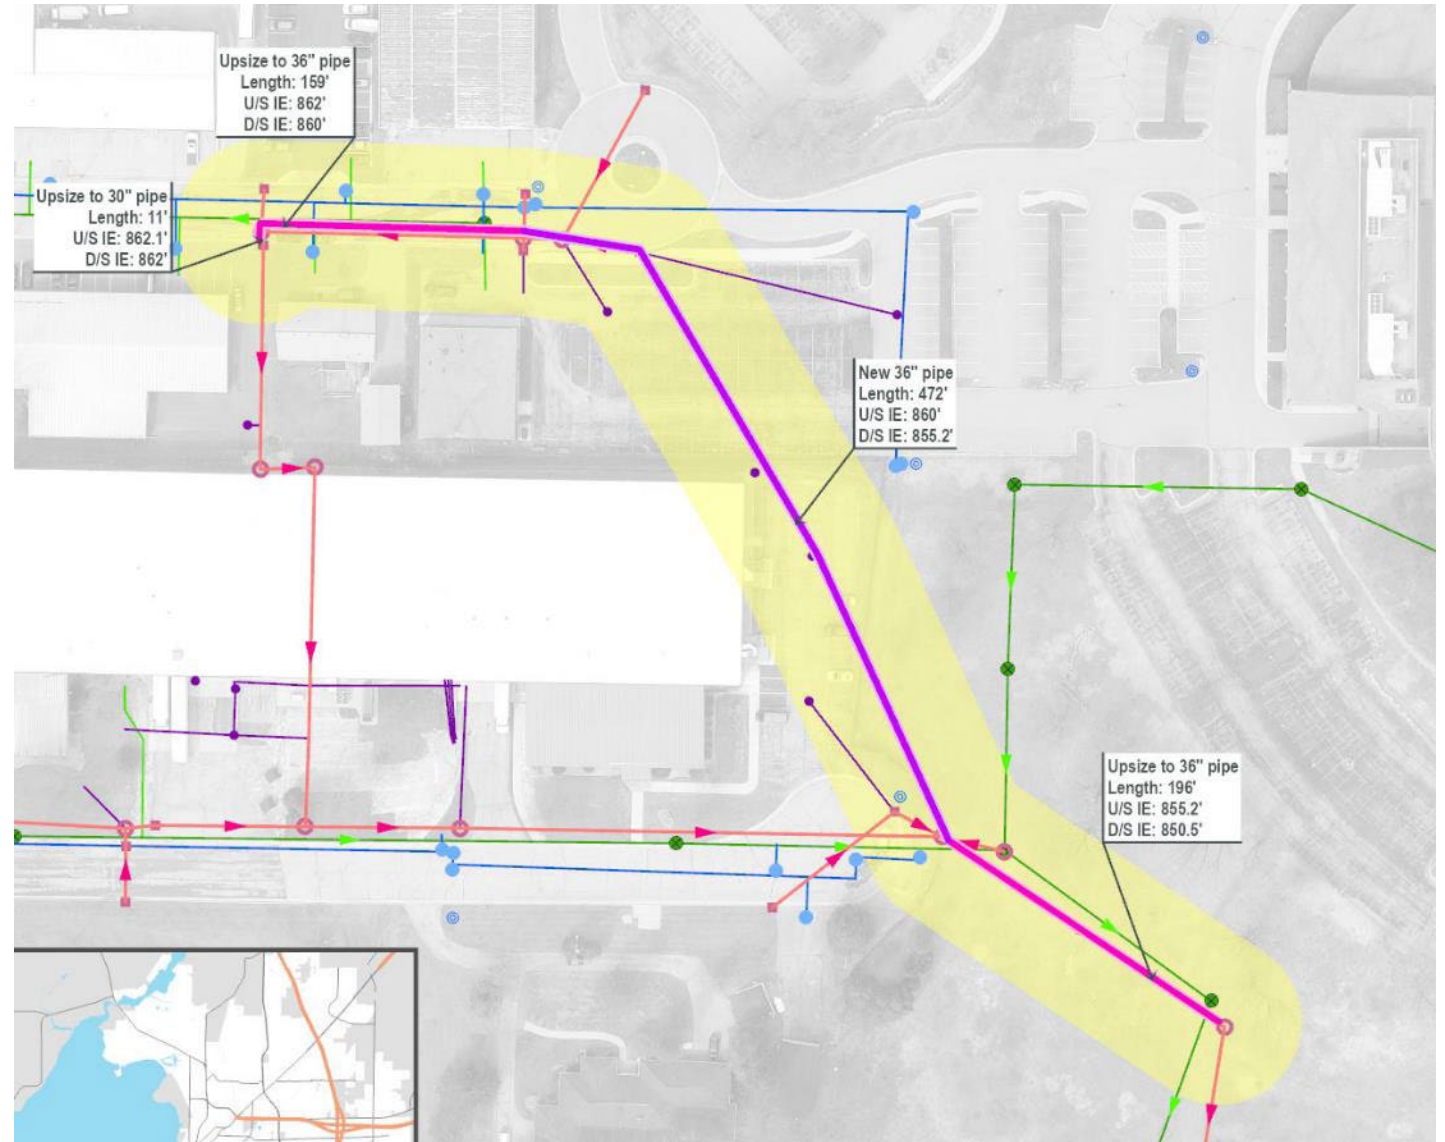 Upsize to 36" pipe
Length: 159'
U/S IE: 862'
D/S IE: 860'
Upsize to 30" pipe
Length: 11'
U/S IE: 862.1'
D/S IE: 862'
New 36" pipe
Length: 472'
U/S IE: 860'
D/S IE: 855.2'
Upsize to 36" pipe
Length: 196'
U/S IE: 855.2'
D/S IE: 850.5'